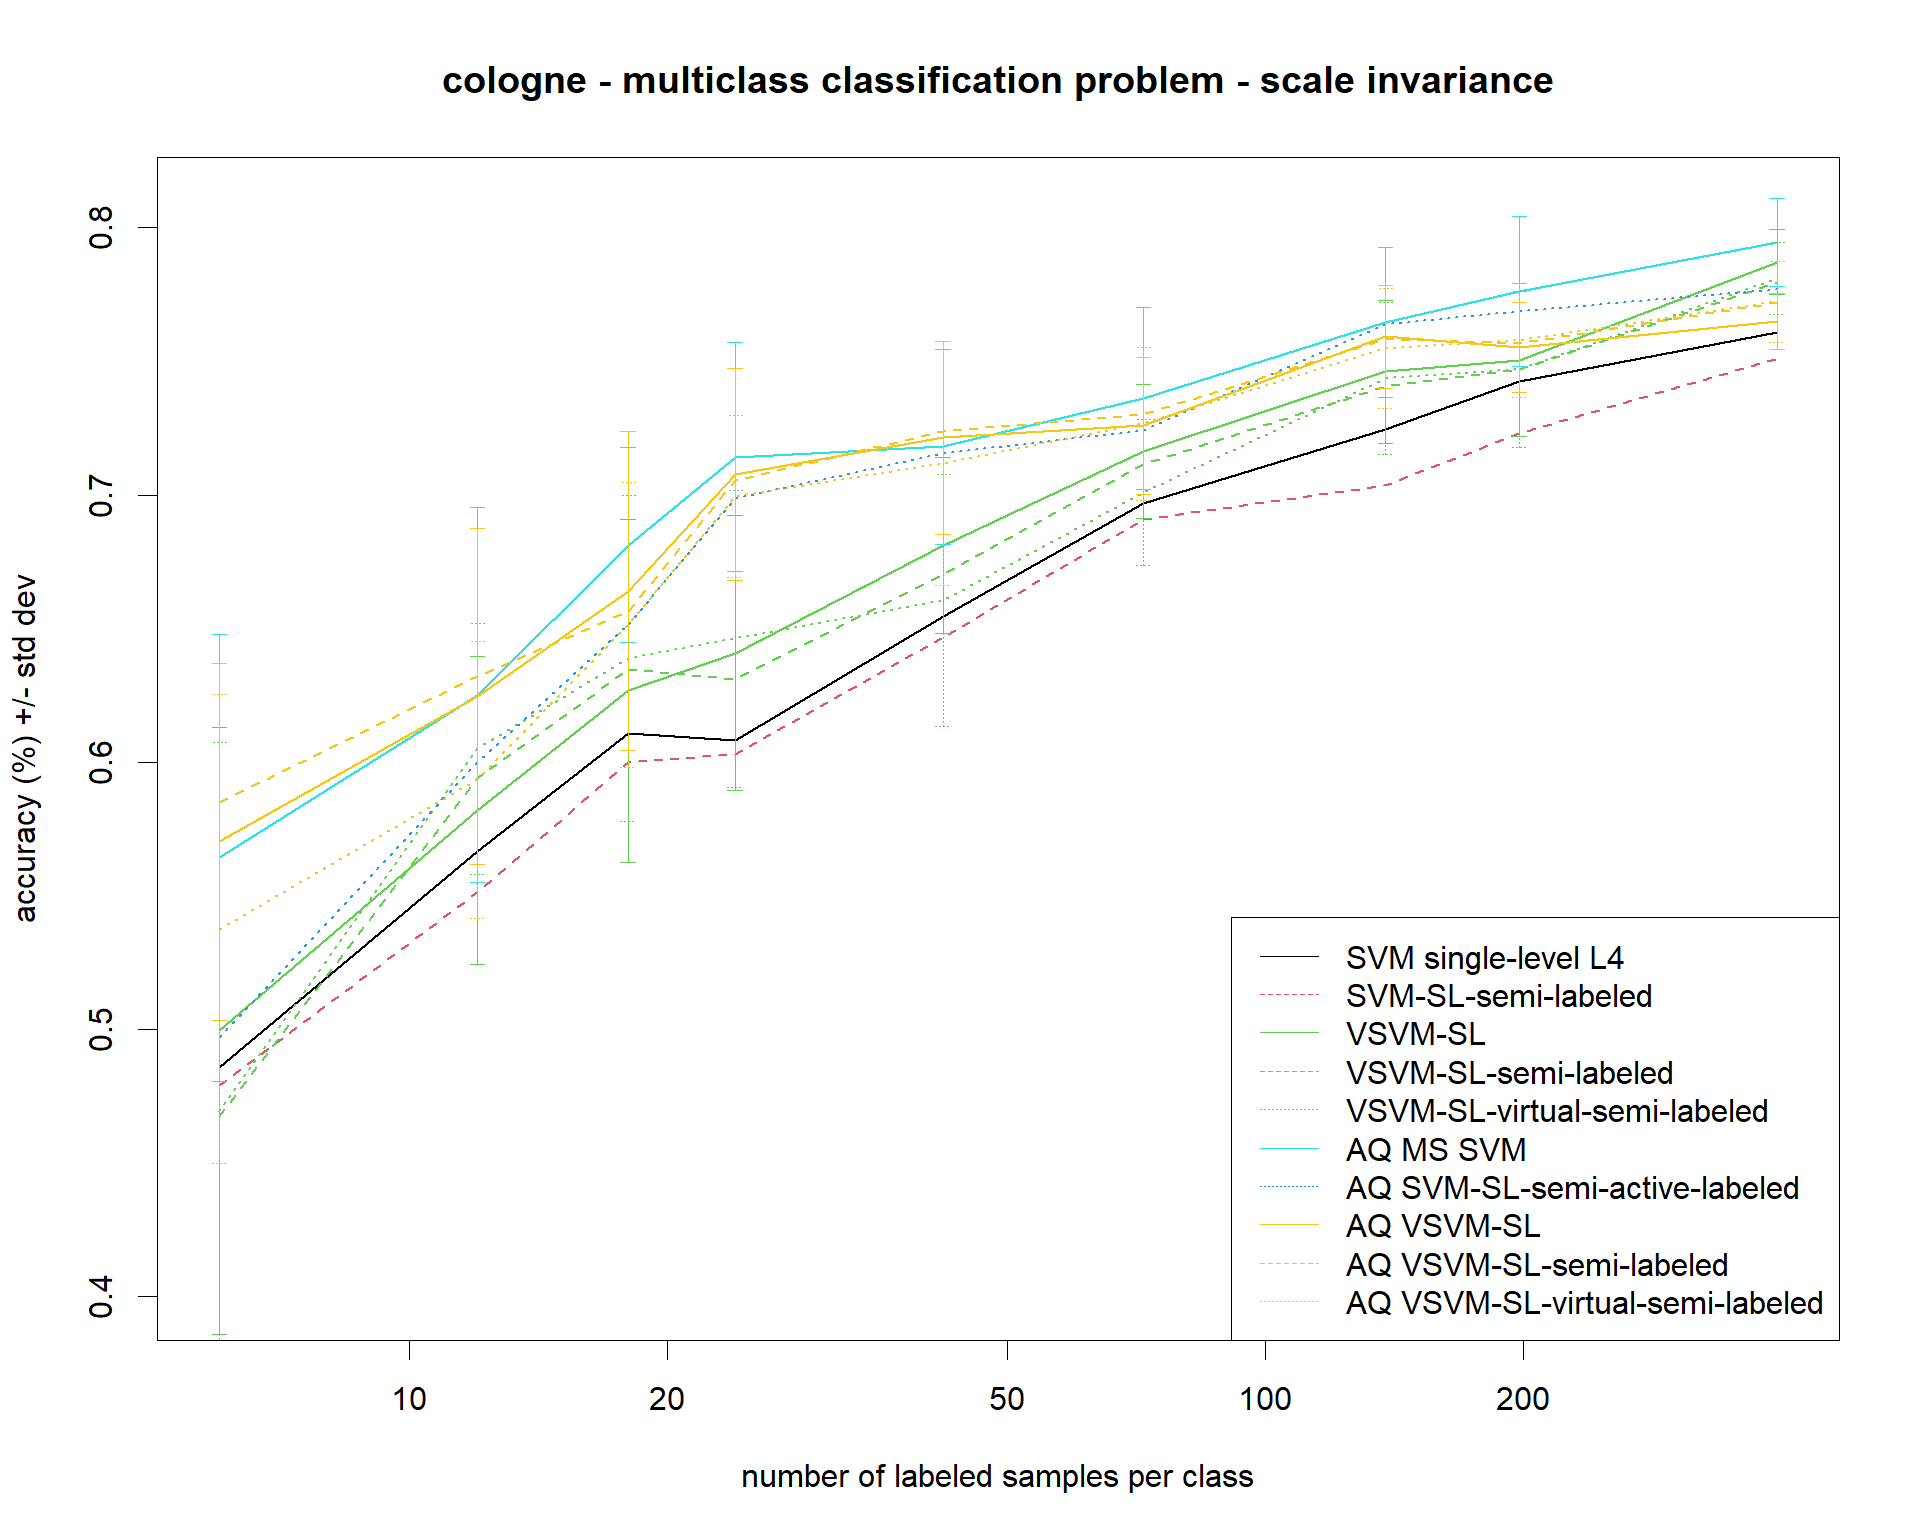 cologne - multiclass classification problem - scale invariance
accuracy (%) +/- std dev
0.8
0.7
0.6
0.5
0.4
SVM single-level L4
SVM-SL-semi-labeled
VSVM-SL
VSVM-SL-semi-labeled
VSVM-SL-virtual-semi-labeled
AQ MS SVM
AQ SVM-SL-semi-active-labeled
AQ VSVM-SL
AQ VSVM-SL-semi-labeled
AQ VSVM-SL-virtual-semi-labeled
10 20 50 100 200
number of labeled samples per class